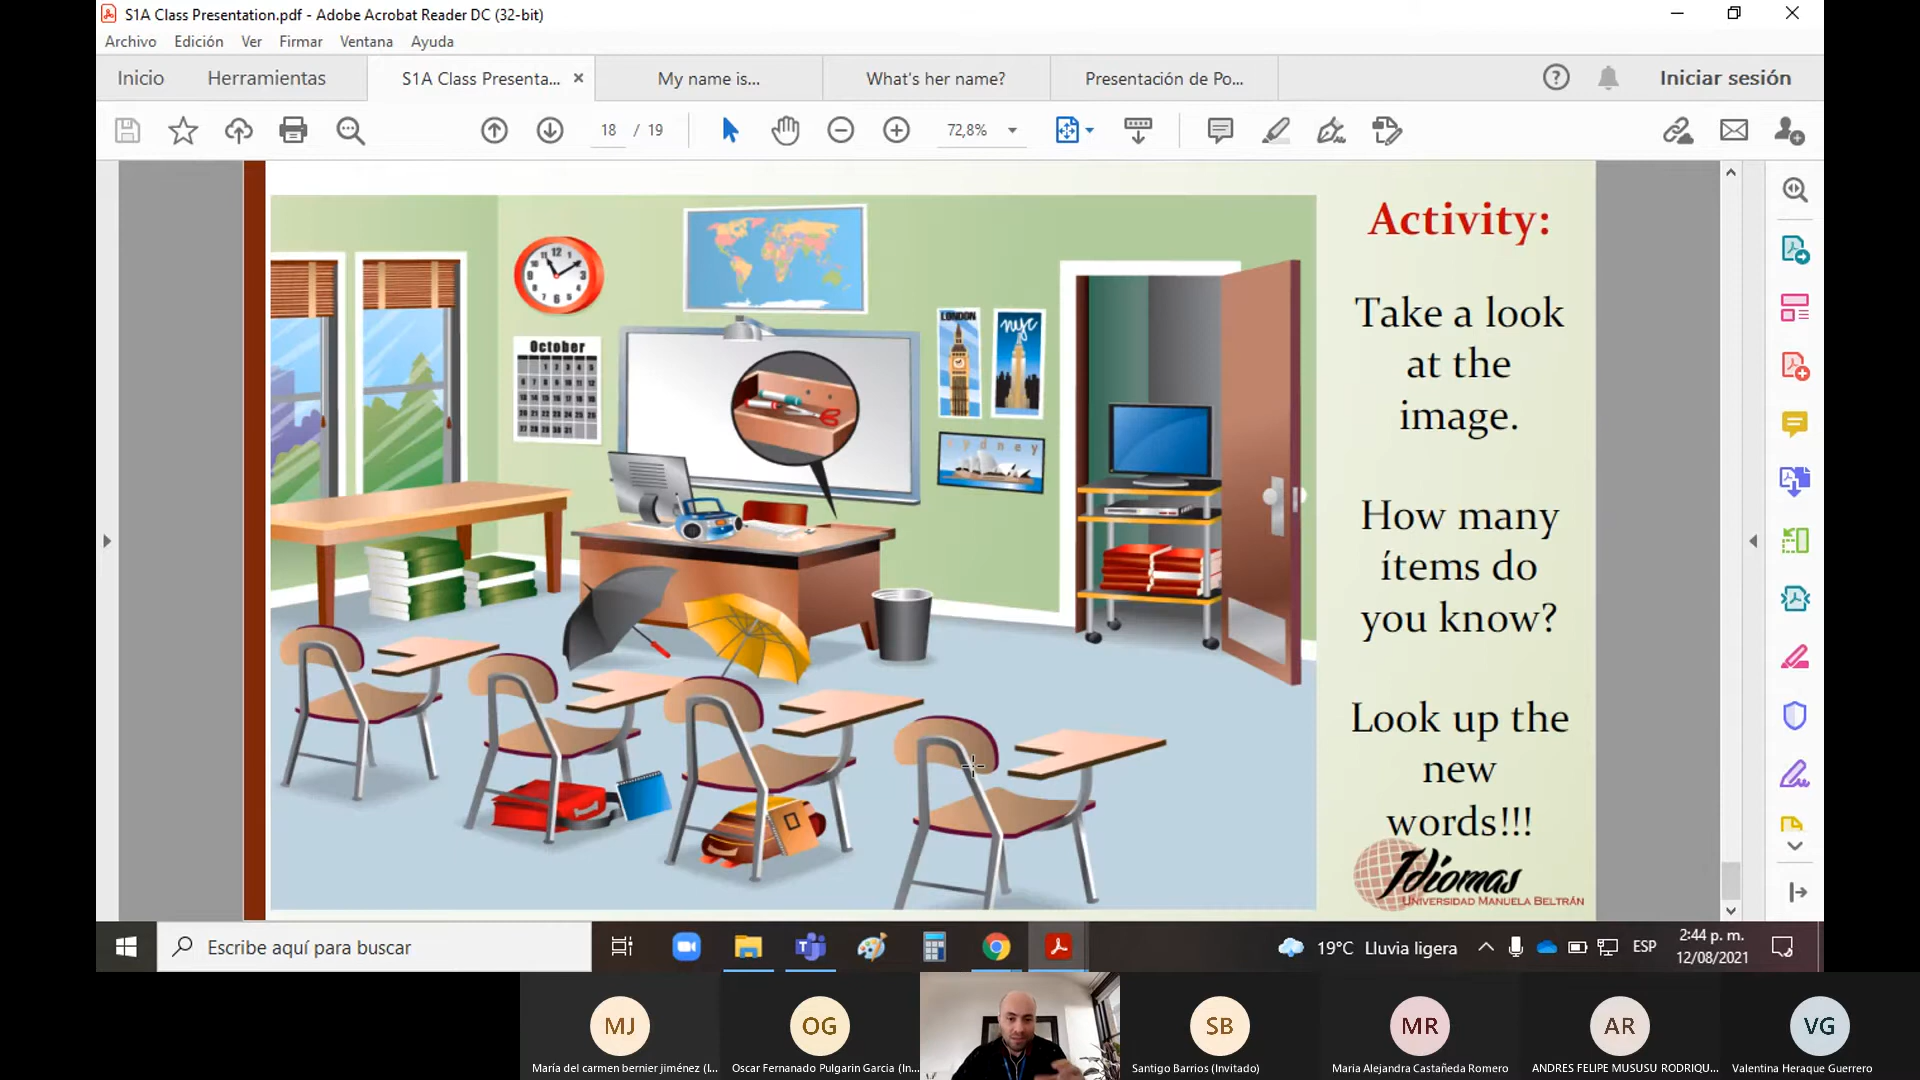 S1A Class Presentation.pdf - Adobe Acrobat Reader DC (32-bit)
Archivo Edición Ver Firmar Ventana Ayuda
Inicio Herramientas S1A Class Presenta... My name is... What's her name? Presentación de Po... Iniciar sesión
18 / 19 72,8%
Activity:
Take a look
at the
image.
How many
ítems do
you know?
Look up the
new
words!!!
Idiomas
UNIVERSIDAD MANUELA BELTRÁN
October
LONDON
nyc
sydney
Escribe aquí para buscar
19°C Lluvia ligera
ESP
2:44 p. m.
12/08/2021
MJ OG SB MR AR VG
María del carmen bernier jiménez (I... Oscar Fernanado Pulgarin Garcia (In... Santigo Barrios (Invitado) Maria Alejandra Castañeda Romero ANDRES FELIPE MUSUSU RODRIQU... Valentina Heraque Guerrero